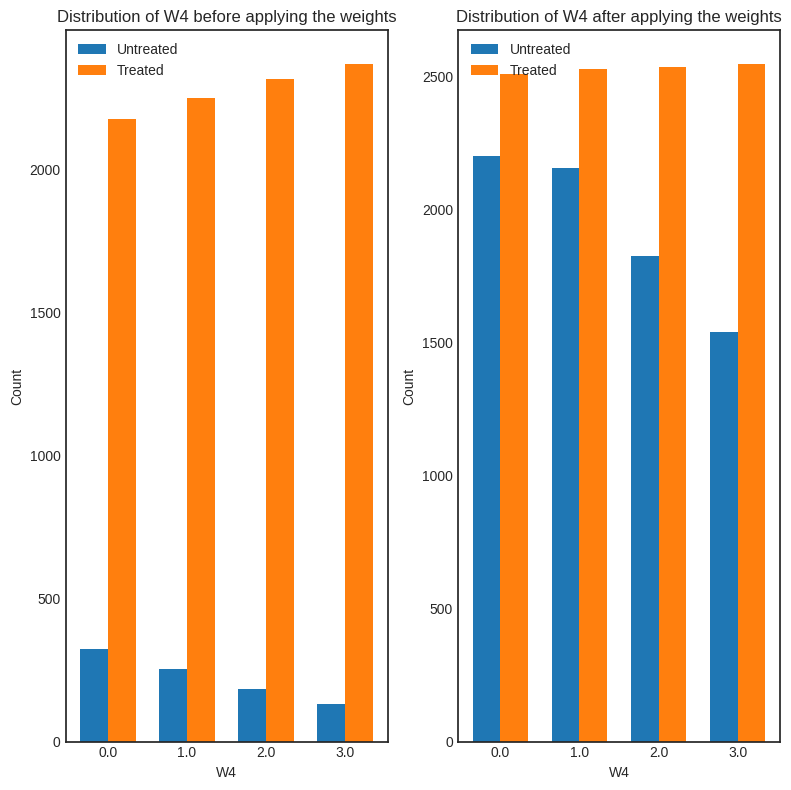 Distribution of W4 before applying the weights
Untreated
Treated
2000
1500
1000
500
0
Count
0.0 1.0 2.0 3.0
W4
Distribution of W4 after applying the weights
Untreated
Treated
2500
2000
1500
1000
500
0
Count
0.0 1.0 2.0 3.0
W4